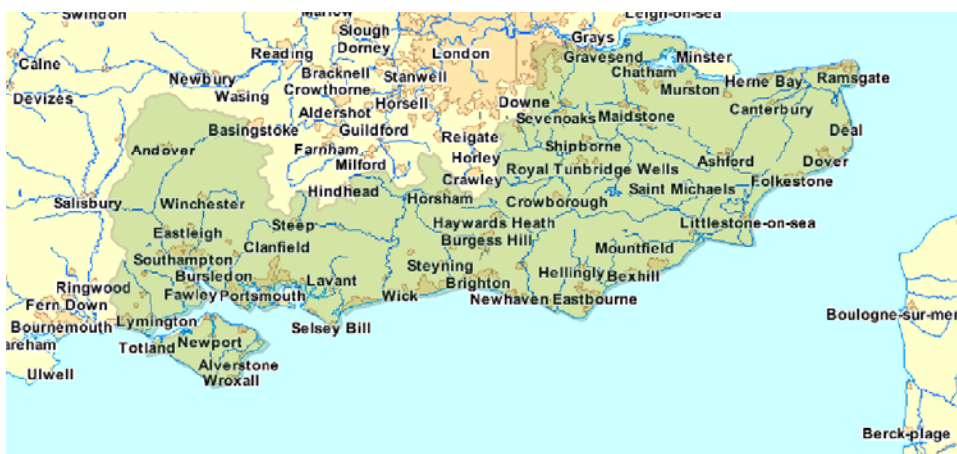 Swindon
Marlow
Leigh-on-sea
Slough
Grays
Dorney
London
Reading
Gravesend
Minster
Calne
Bracknell
Stanwell
Chatham
Newbury
Herne Bay
Ramsgate
Crowthorne
Murston
Devizes
Wasing
Horsell
Downe
Canterbury
Aldershot
Sevenoaks
Maidstone
Basingstoke
Guildford
Reigate
Deal
Andover
Farnham
Shipborne
Milford
Horley
Ashford
Dover
Royal Tunbridge Wells
Crawley
Folkestone
Hindhead
Saint Michaels
Salisbury
Winchester
Horsham
Crowborough
Steep
Haywards Heath
Littlestone-on-sea
Eastleigh
Burgess Hill
Clanfield
Mountfield
Southampton
Steyning
Bursledon
Lavant
Hellingly
Bexhill
Ringwood
Brighton
Fawley
Portsmouth
Wick
Newhaven
Eastbourne
Fern Down
Boulogne-sur-mer
Lymington
Selsey Bill
Bournemouth
areham
Totland
Newport
Alverstone
Ulwell
Wroxall
Berck-plage